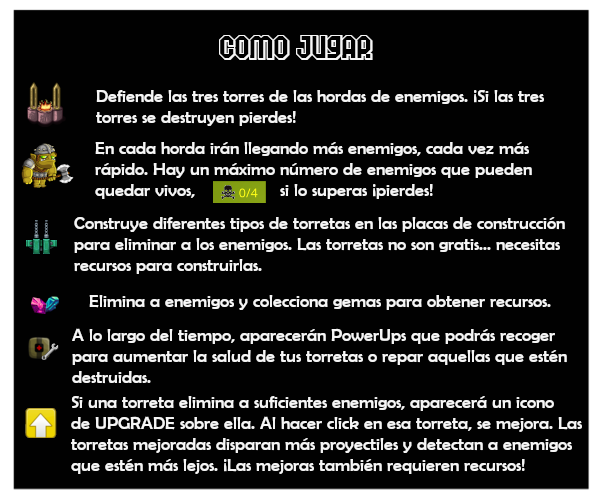 COMO JUGAR
Defiende las tres torres de las hordas de enemigos. ¡Si las tres
torres se destruyen pierdes!
En cada horda irán llegando más enemigos, cada vez más
rápido. Hay un máximo número de enemigos que pueden
quedar vivos, 0/4 si lo superas ¡pierdes!
Construye diferentes tipos de torretas en las placas de construcción
para eliminar a los enemigos. Las torretas no son gratis... necesitas
recursos para construirlas.
Elimina a enemigos y colecciona gemas para obtener recursos.
A lo largo del tiempo, aparecerán PowerUps que podrás recoger
para aumentar la salud de tus torretas o repar aquellas que estén
destruidas.
Si una torreta elimina a suficientes enemigos, aparecerá un icono
de UPGRADE sobre ella. Al hacer click en esa torreta, se mejora. Las
torretas mejoradas disparan más proyectiles y detectan a enemigos
que estén más lejos. ¡Las mejoras también requieren recursos!